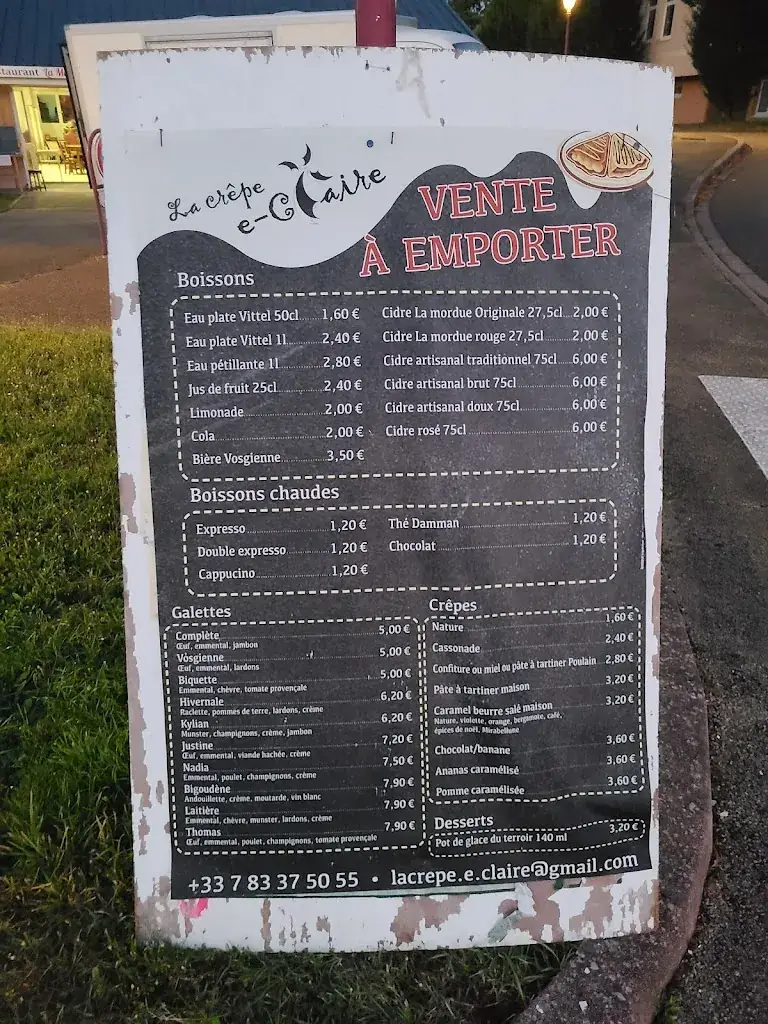 staurant La M
La crêpe
e-Claire
VENTE
À EMPORTER
Boissons
Eau plate Vittel 50cl 1,60 €
Eau plate Vittel 1l 2,40 €
Eau pétillante 1l 2,80 €
Jus de fruit 25cl 2,40 €
Limonade 2,00 €
Cola 2,00 €
Bière Vosgienne 3,50 €
Cidre La mordue Originale 27,5cl 2,00 €
Cidre La mordue rouge 27,5cl 2,00 €
Cidre artisanal traditionnel 75cl 6,00 €
Cidre artisanal brut 75cl 6,00 €
Cidre artisanal doux 75cl 6,00 €
Cidre rosé 75cl 6,00 €
Boissons chaudes
Expresso 1,20 €
Double expresso 1,20 €
Cappucino 1,20 €
Thé Damman 1,20 €
Chocolat 1,20 €
Galettes
Complète 5,00 €
Œuf, emmental, jambon
Vôsgienne 5,00 €
Œuf, emmental, lardons
Biquette 5,00 €
Emmental, chèvre, tomate provençale
Hivernale 6,20 €
Raclette, pommes de terre, lardons, crème
Kylian 6,20 €
Munster, champignons, crème, jambon
Justine 7,20 €
Œuf, emmental, viande hachée, crème
Nadia 7,50 €
Emmental, poulet, champignons, crème
Bigoudène 7,90 €
Andouillette, crème, moutarde, vin blanc
Laitière 7,90 €
Emmental, chèvre, munster, lardons, crème
Thomas 7,90 €
Œuf, emmental, poulet, champignons, tomate provençale
Crêpes
Nature 1,60 €
Cassonade 2,40 €
Confiture ou miel ou pâte à tartiner Poulain 2,80 €
Pâte à tartiner maison 3,20 €
Caramel beurre salé maison 3,20 €
Nature, violette, orange, bergamote, café,
épices de noël, Mirabellune
Chocolat/banane 3,60 €
Ananas caramélisé 3,60 €
Pomme caramélisée 3,60 €
Desserts
Pot de glace du terroir 140 ml 3,20 €
+33 7 83 37 50 55 • lacrepe.e.claire@gmail.com